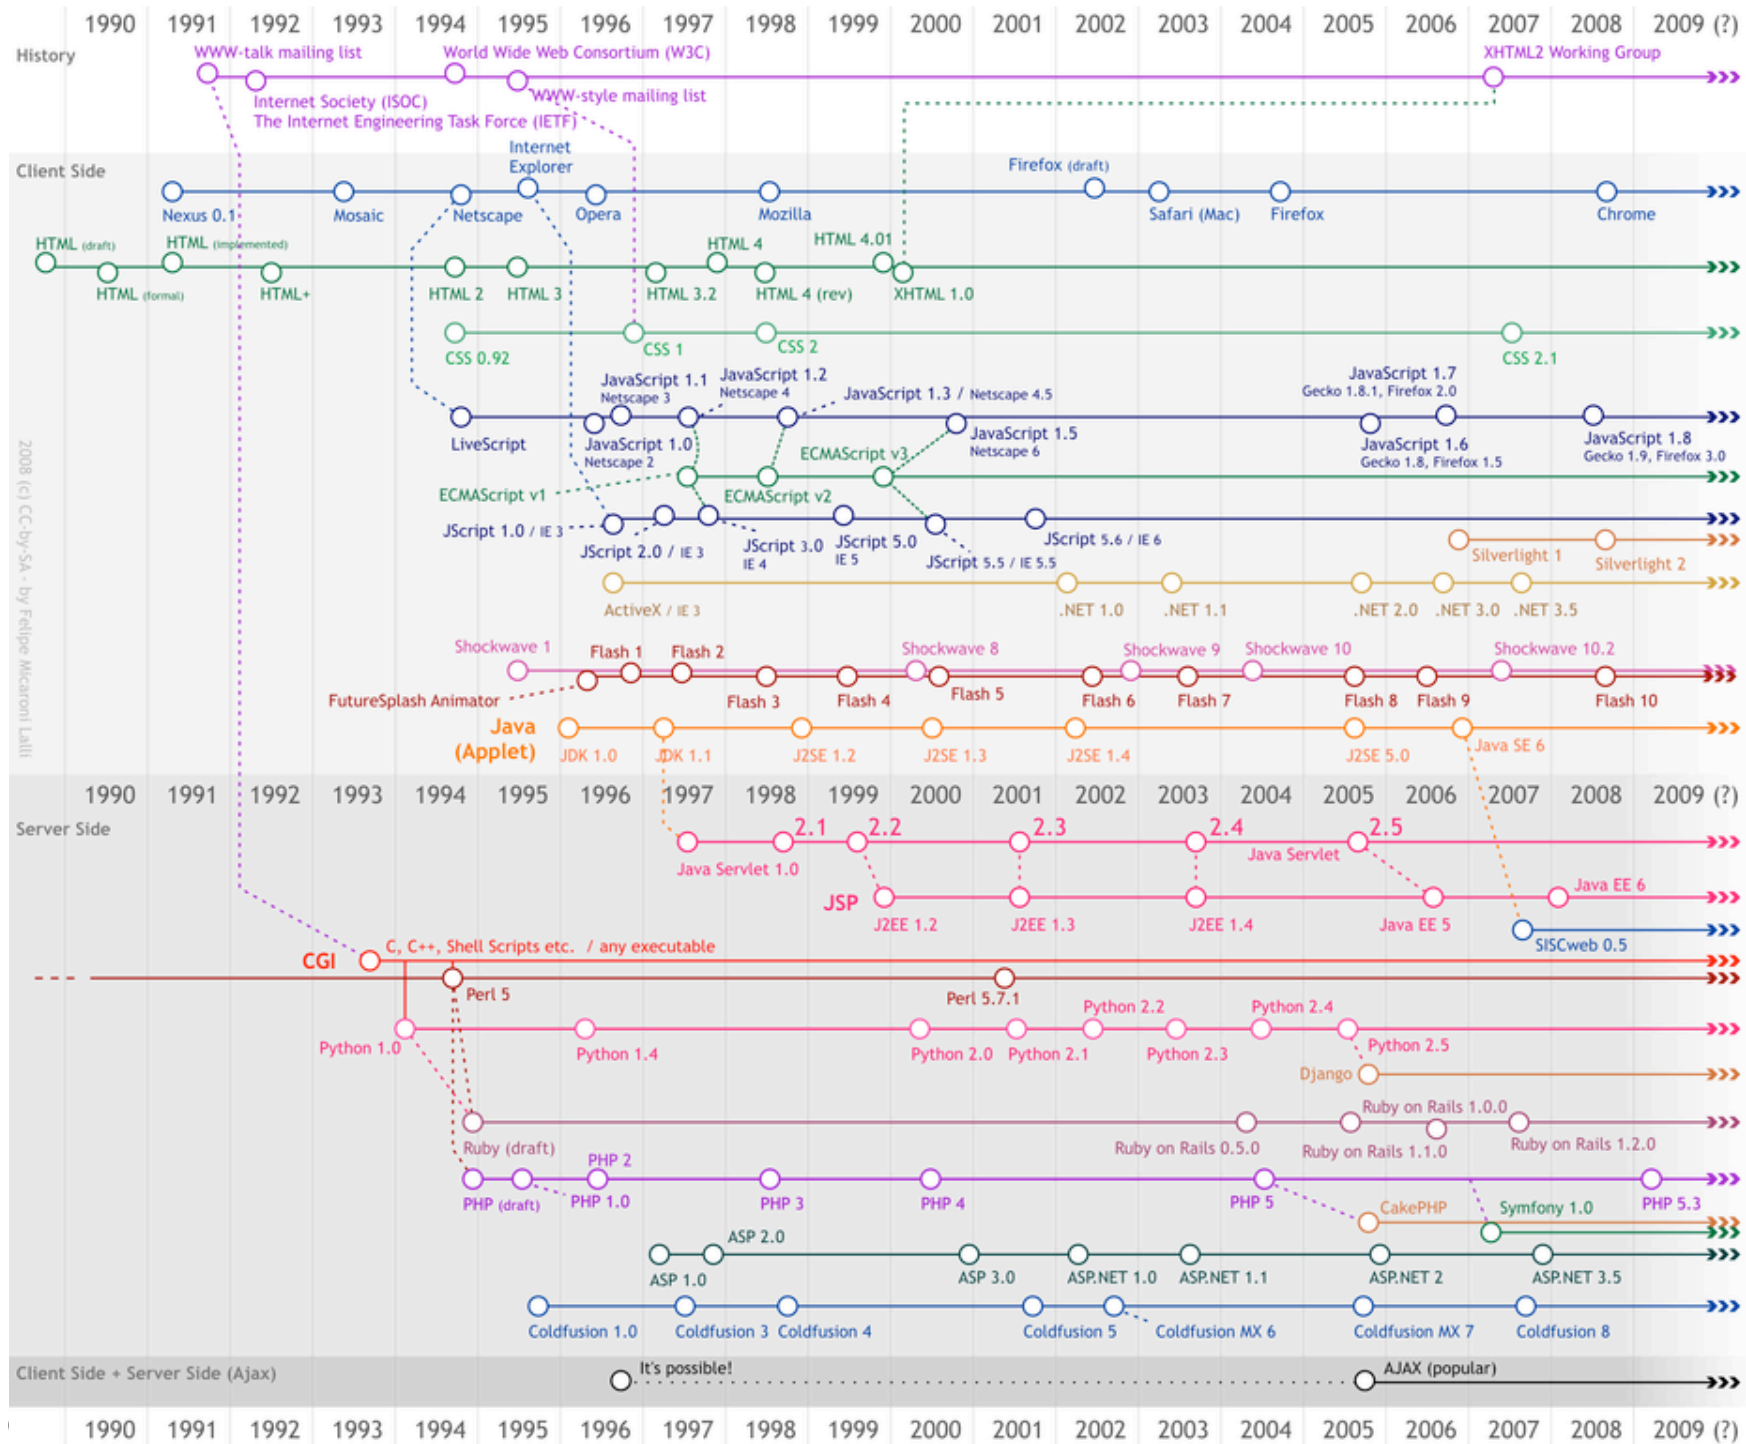 1990 1991 1992 1993 1994 1995 1996 1997 1998 1999 2000 2001 2002 2003 2004 2005 2006 2007 2008 2009 (?)
History
WWW-talk mailing list
World Wide Web Consortium (W3C)
XHTML2 Working Group
Internet Society (ISOC)
WWW-style mailing list
The Internet Engineering Task Force (IETF)
Client Side
Internet
Explorer
Firefox (draft)
Nexus 0.1
Mosaic
Netscape
Opera
Mozilla
Safari (Mac)
Firefox
Chrome
HTML (draft)
HTML (implemented)
HTML 4
HTML 4.01
HTML (formal)
HTML+
HTML 2
HTML 3
HTML 3.2
HTML 4 (rev)
XHTML 1.0
CSS 0.92
CSS 1
CSS 2
CSS 2.1
JavaScript 1.1
Netscape 3
JavaScript 1.2
Netscape 4
JavaScript 1.3 / Netscape 4.5
JavaScript 1.7
Gecko 1.8.1, Firefox 2.0
LiveScript
JavaScript 1.0
Netscape 2
JavaScript 1.5
Netscape 6
JavaScript 1.6
Gecko 1.8, Firefox 1.5
JavaScript 1.8
Gecko 1.9, Firefox 3.0
ECMAScript v3
ECMAScript v1
ECMAScript v2
JScript 1.0 / IE 3
JScript 2.0 / IE 3
JScript 3.0
IE 4
JScript 5.0
IE 5
JScript 5.5 / IE 5.5
JScript 5.6 / IE 6
Silverlight 1
Silverlight 2
ActiveX / IE 3
.NET 1.0
.NET 1.1
.NET 2.0
.NET 3.0
.NET 3.5
Shockwave 1
Flash 1
Flash 2
Shockwave 8
Shockwave 9
Shockwave 10
Shockwave 10.2
FutureSplash Animator
Flash 3
Flash 4
Flash 5
Flash 6
Flash 7
Flash 8
Flash 9
Flash 10
Java
(Applet)
JDK 1.0
JDK 1.1
J2SE 1.2
J2SE 1.3
J2SE 1.4
J2SE 5.0
Java SE 6
2008 (c) CC-by-SA - by Felipe Micaroni Lalli
1990 1991 1992 1993 1994 1995 1996 1997 1998 1999 2000 2001 2002 2003 2004 2005 2006 2007 2008 2009 (?)
Server Side
2.1
2.2
2.3
2.4
2.5
Java Servlet 1.0
Java Servlet
JSP
J2EE 1.2
J2EE 1.3
J2EE 1.4
Java EE 5
Java EE 6
SISCweb 0.5
CGI
C, C++, Shell Scripts etc. / any executable
Perl 5
Perl 5.7.1
Python 1.0
Python 1.4
Python 2.0
Python 2.1
Python 2.2
Python 2.3
Python 2.4
Python 2.5
Django
Ruby (draft)
Ruby on Rails 0.5.0
Ruby on Rails 1.0.0
Ruby on Rails 1.1.0
Ruby on Rails 1.2.0
PHP (draft)
PHP 1.0
PHP 2
PHP 3
PHP 4
PHP 5
PHP 5.3
CakePHP
Symfony 1.0
ASP 1.0
ASP 2.0
ASP 3.0
ASP.NET 1.0
ASP.NET 1.1
ASP.NET 2
ASP.NET 3.5
Coldfusion 1.0
Coldfusion 3
Coldfusion 4
Coldfusion 5
Coldfusion MX 6
Coldfusion MX 7
Coldfusion 8
Client Side + Server Side (Ajax)
It's possible!
AJAX (popular)
1990 1991 1992 1993 1994 1995 1996 1997 1998 1999 2000 2001 2002 2003 2004 2005 2006 2007 2008 2009 (?)